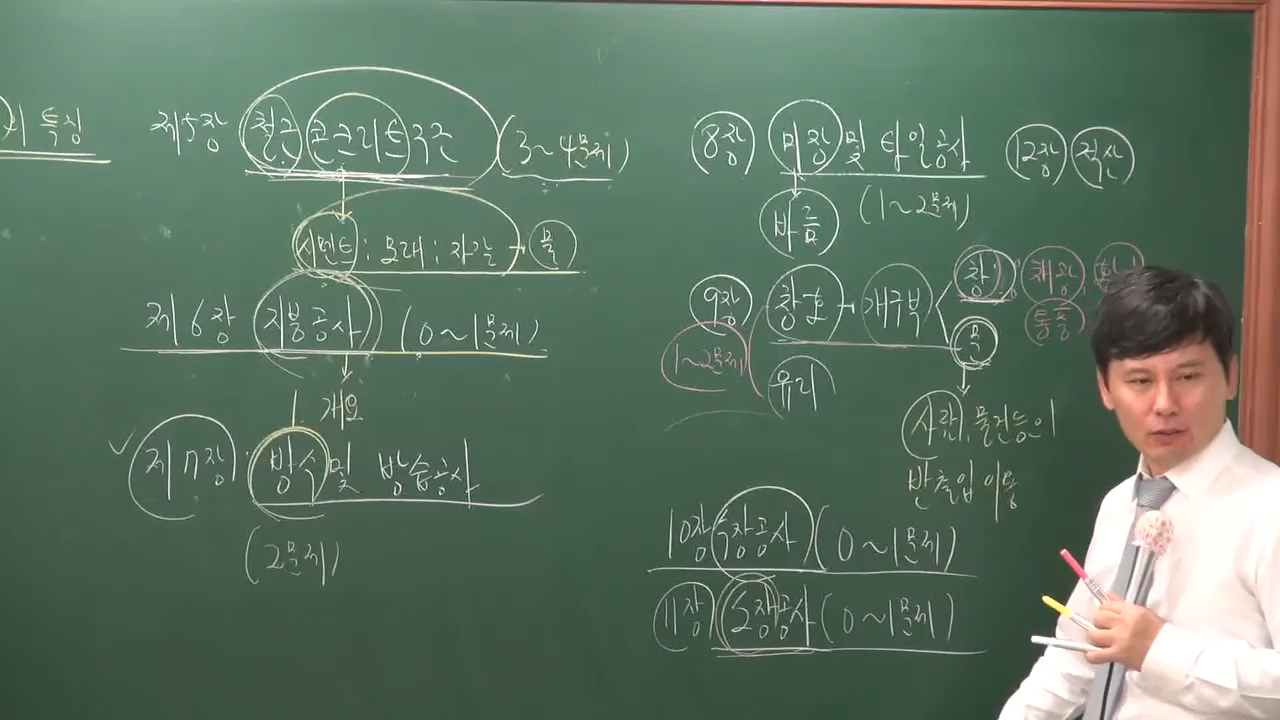 의 특징
제5장 철근콘크리트구조 (3~4문제)
시멘트 : 모래 : 자갈 - 물
제6장 지붕공사 (0~1문제)
개요
제7장. 방수 및 방습공사
(2문제)
8장 미장 및 타일공사
바름 (1~2문제)
9장 창호 - 개구부
창 채광
통풍
문
1~2문제
유리
사람, 물건등이
반출입 이용
10장 수장공사 (0~1문제)
11장 도장공사 (0~1문제)
12장 적산